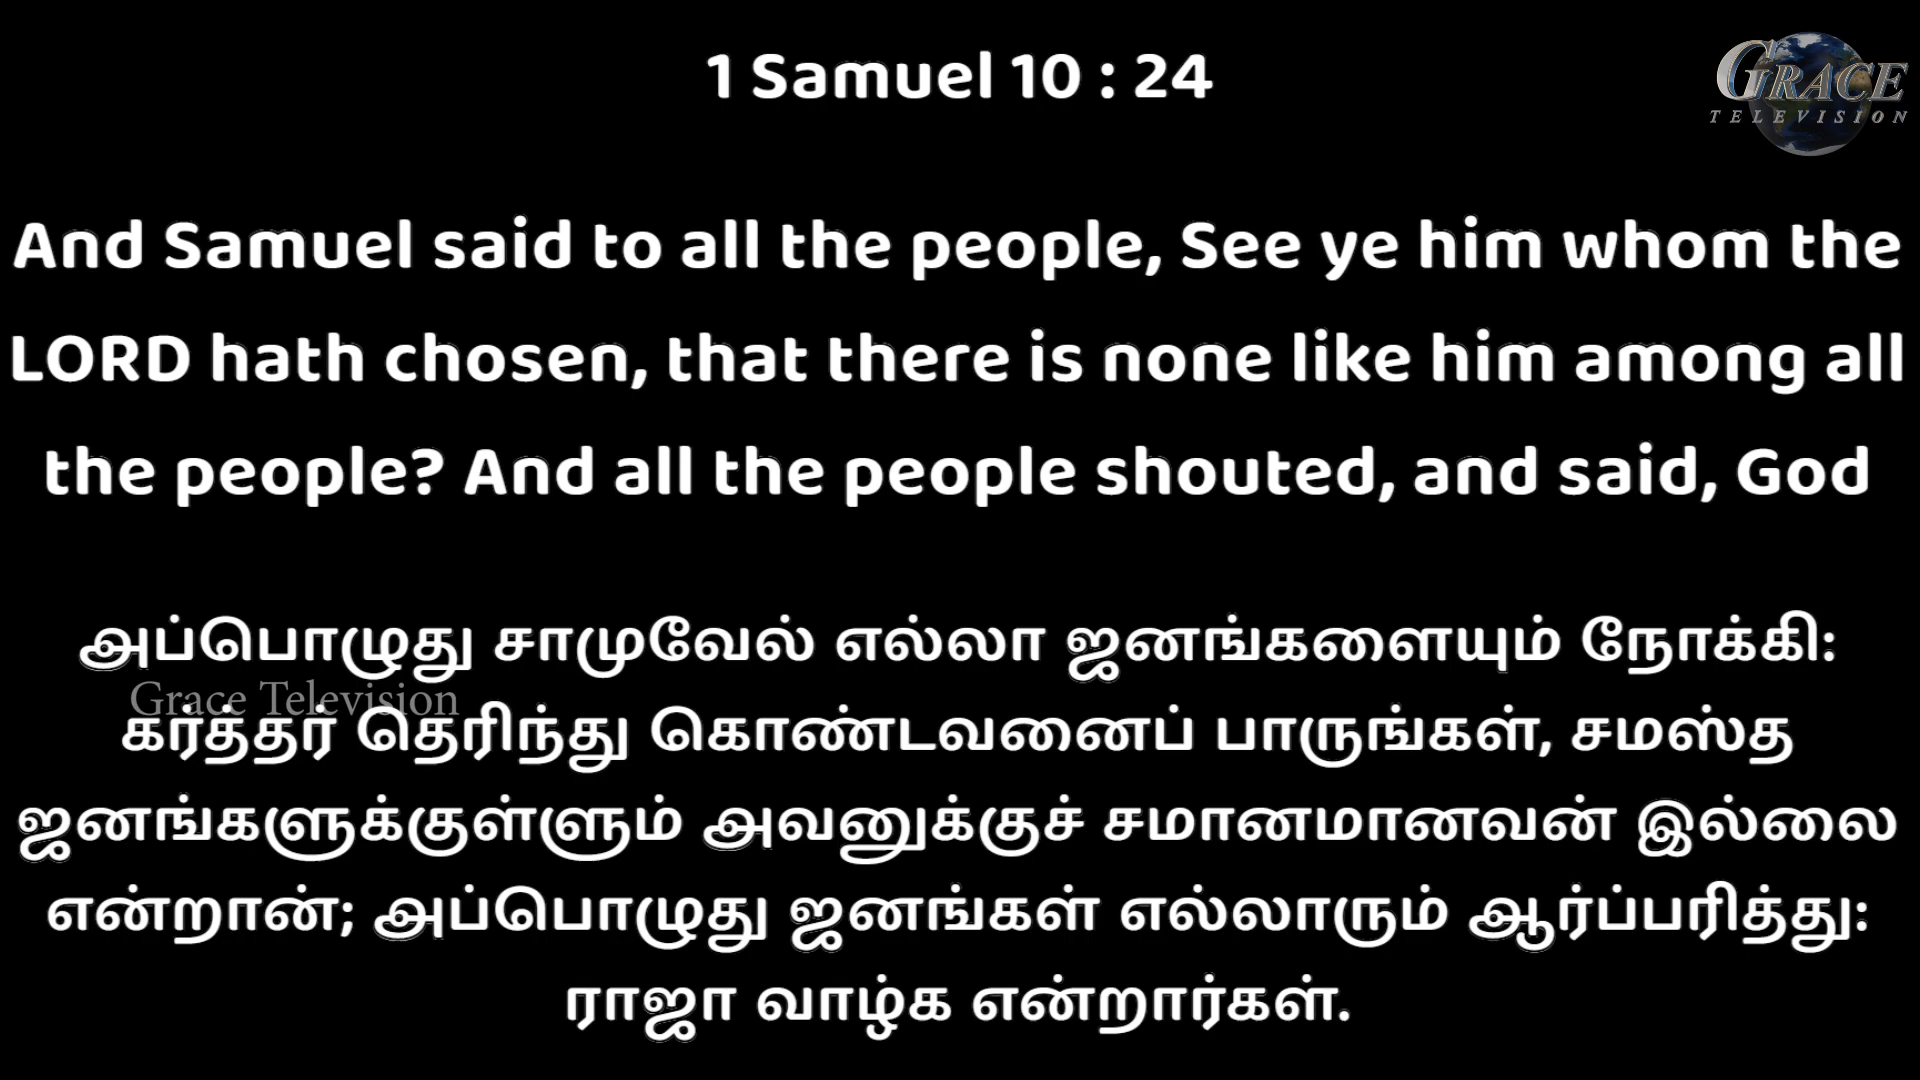 1 Samuel 10 : 24
GRACE
TELEVISION
And Samuel said to all the people, See ye him whom the
LORD hath chosen, that there is none like him among all
the people? And all the people shouted, and said, God
அப்பொழுது சாமுவேல் எல்லா ஜனங்களையும் நோக்கி:
Grace Television
கர்த்தர் தெரிந்து கொண்டவனைப் பாருங்கள், சமஸ்த
ஜனங்களுக்குள்ளும் அவனுக்குச் சமானமானவன் இல்லை
என்றான்; அப்பொழுது ஜனங்கள் எல்லாரும் ஆர்ப்பரித்து:
ராஜா வாழ்க என்றார்கள்.